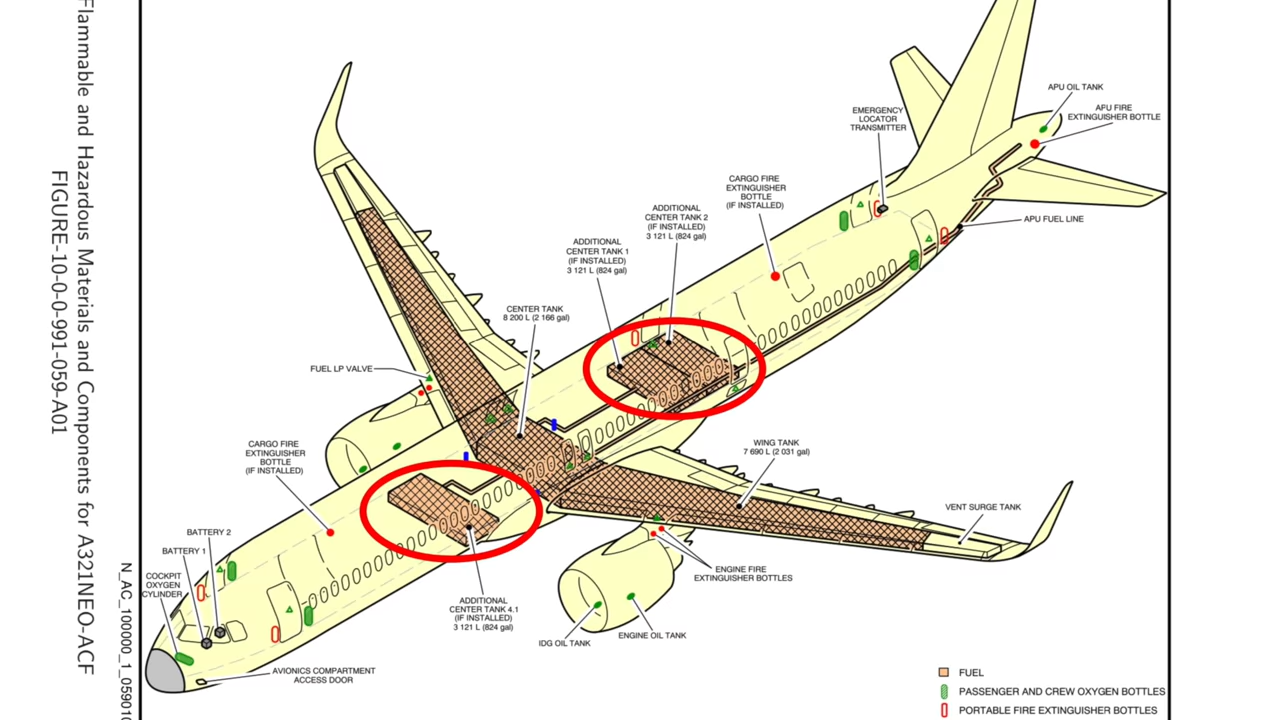 Flammable and Hazardous Materials and Components for A321NEO-ACF
FIGURE-10-0-0-991-059-A01
APU OIL TANK
APU FIRE
EXTINGUISHER BOTTLE
EMERGENCY
LOCATOR
TRANSMITTER
CARGO FIRE
EXTINGUISHER
BOTTLE
(IF INSTALLED)
APU FUEL LINE
ADDITIONAL
CENTER TANK 2
(IF INSTALLED)
3 121 L (824 gal)
ADDITIONAL
CENTER TANK 1
(IF INSTALLED)
3 121 L (824 gal)
CENTER TANK
8 200 L (2 166 gal)
FUEL LP VALVE
CARGO FIRE
EXTINGUISHER
BOTTLE
(IF INSTALLED)
WING TANK
7 690 L (2 031 gal)
VENT SURGE TANK
BATTERY 2
BATTERY 1
COCKPIT
OXYGEN
CYLINDER
ENGINE FIRE
EXTINGUISHER BOTTLES
ADDITIONAL
CENTER TANK 4.1
(IF INSTALLED)
3 121 L (824 gal)
IDG OIL TANK
ENGINE OIL TANK
AVIONICS COMPARTMENT
ACCESS DOOR
FUEL
PASSENGER AND CREW OXYGEN BOTTLES
PORTABLE FIRE EXTINGUISHER BOTTLES